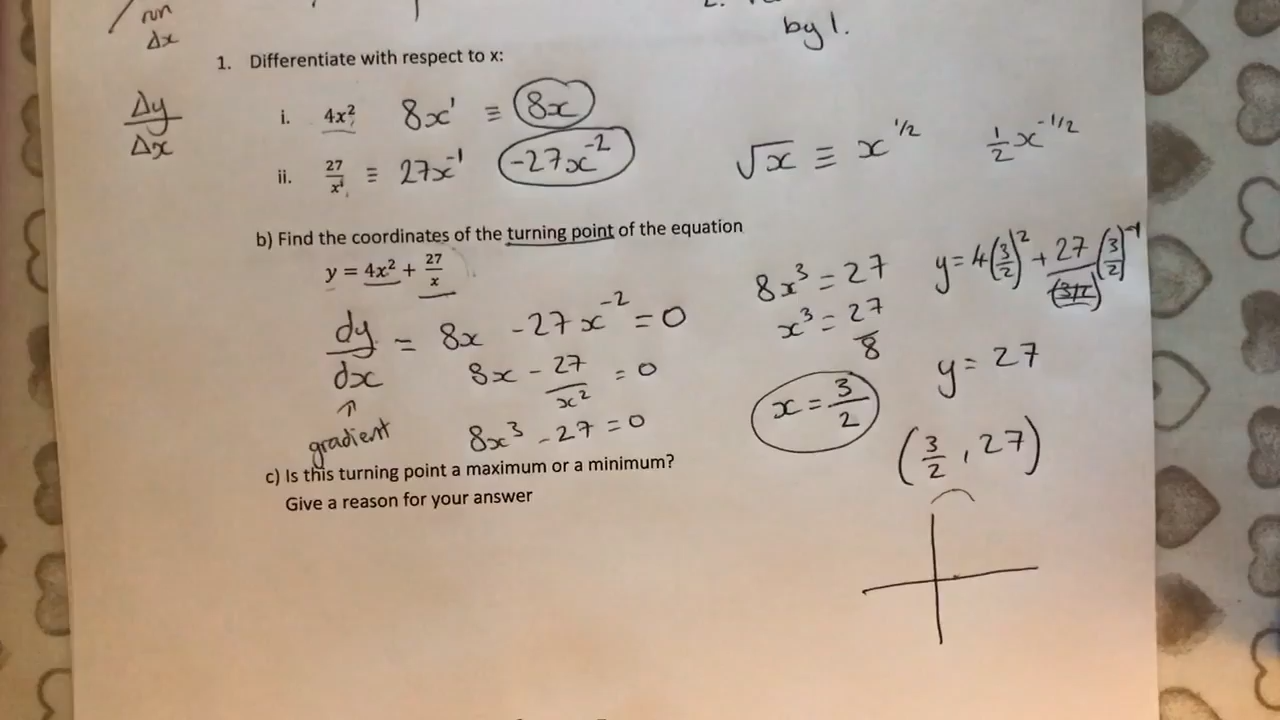 run
Δx
by 1.
1. Differentiate with respect to x:
Δy
Δx
i. 4x² 8x¹ ≡ 8x
ii. 27/x¹ ≡ 27x⁻¹ -27x⁻²
√x ≡ x^1/2 1/2 x^-1/2
b) Find the coordinates of the turning point of the equation
y = 4x² + 27/x
dy/dx = 8x - 27x⁻² = 0
8x - 27/x² = 0
8x³ - 27 = 0
↑
gradient
8x³ = 27
x³ = 27/8
x = 3/2
y = 4(3/2)² + 27(3/2)⁻¹
y = 27
(3/2, 27)
c) Is this turning point a maximum or a minimum?
Give a reason for your answer